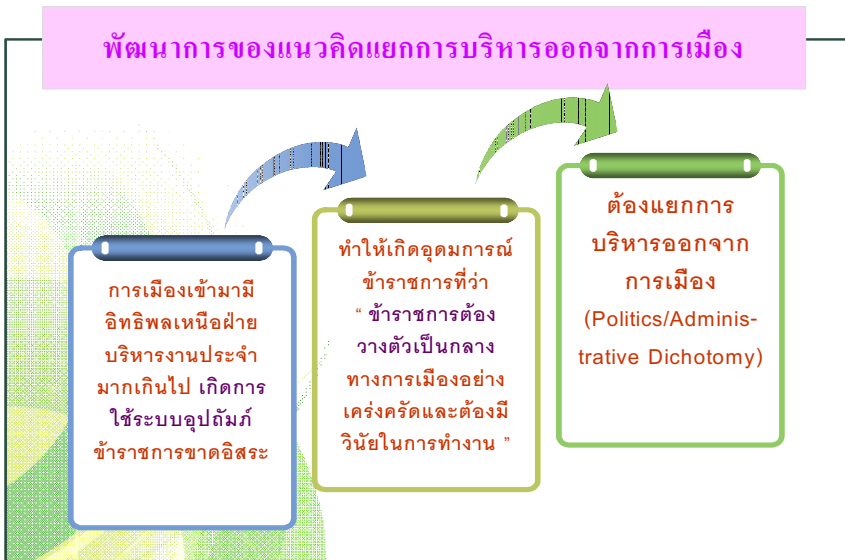 พัฒนาการของแนวคิดแยกการบริหารออกจากการเมือง
การเมืองเข้ามามี
อิทธิพลเหนือฝ่าย
บริหารงานประจำ
มากเกินไป เกิดการ
ใช้ระบบอุปถัมภ์
ข้าราชการขาดอิสระ
ทำให้เกิดอุดมการณ์
ข้าราชการที่ว่า
“ ข้าราชการต้อง
วางตัวเป็นกลาง
ทางการเมืองอย่าง
เคร่งครัดและต้องมี
วินัยในการทำงาน ”
ต้องแยกการ
บริหารออกจาก
การเมือง
(Politics/Adminis-
trative Dichotomy)